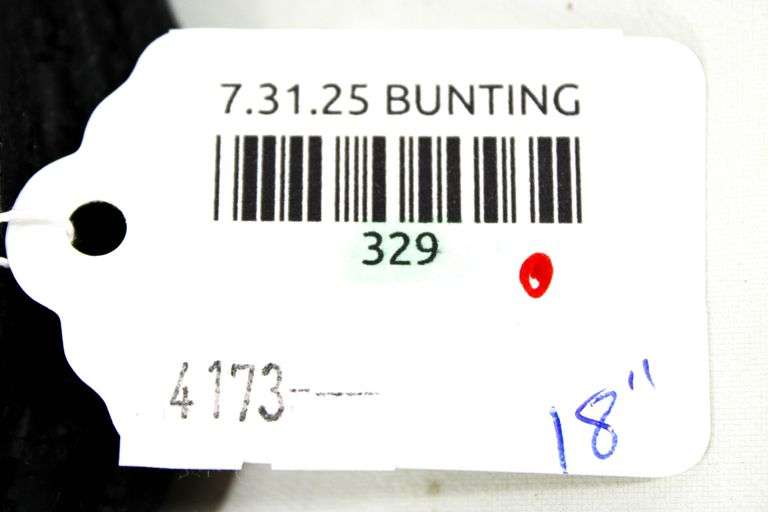 7.31.25 BUNTING
329
4173-----
18"